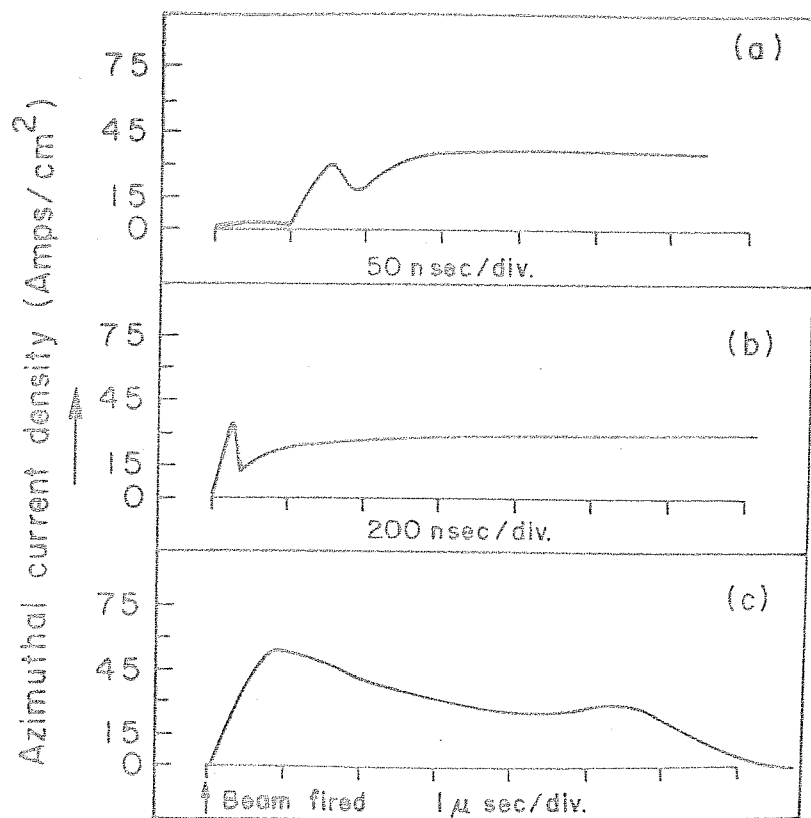 Azimuthal current density (Amps/cm²)
(a)
75
45
15
0
50 nsec/div.
(b)
75
45
15
0
200 nsec/div.
(c)
75
45
15
0
Beam fired 1 μ sec/div.